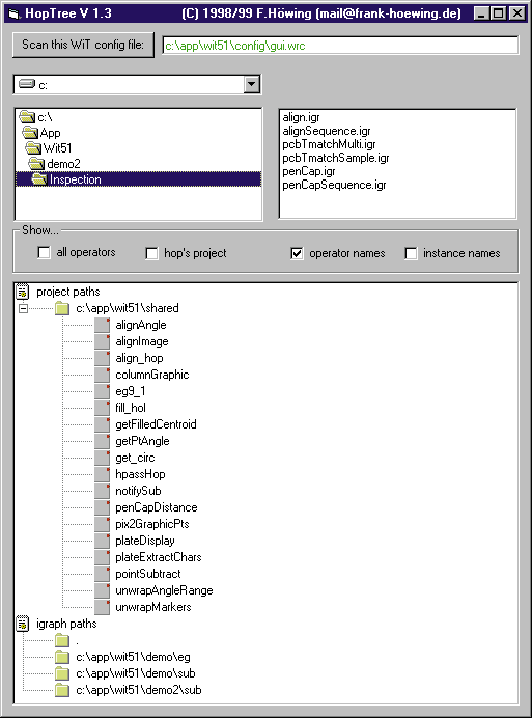 HopTree V 1.3 (C) 1998/99 F.Höwing (mail@frank-hoewing.de)
Scan this WiT config file: c:\app\wit51\config\gui.wrc
c:
c:\
App
Wit51
demo2
Inspection
align.igr
alignSequence.igr
pcbTmatchMulti.igr
pcbTmatchSample.igr
penCap.igr
penCapSequence.igr
Show...
all operators hop's project operator names instance names
project paths
c:\app\wit51\shared
alignAngle
alignImage
align_hop
columnGraphic
eg9_1
fill_hol
getFilledCentroid
getPtAngle
get_circ
hpassHop
notifySub
penCapDistance
pix2GraphicPts
plateDisplay
plateExtractChars
pointSubtract
unwrapAngleRange
unwrapMarkers
igraph paths
.
c:\app\wit51\demo\eg
c:\app\wit51\demo\sub
c:\app\wit51\demo2\sub